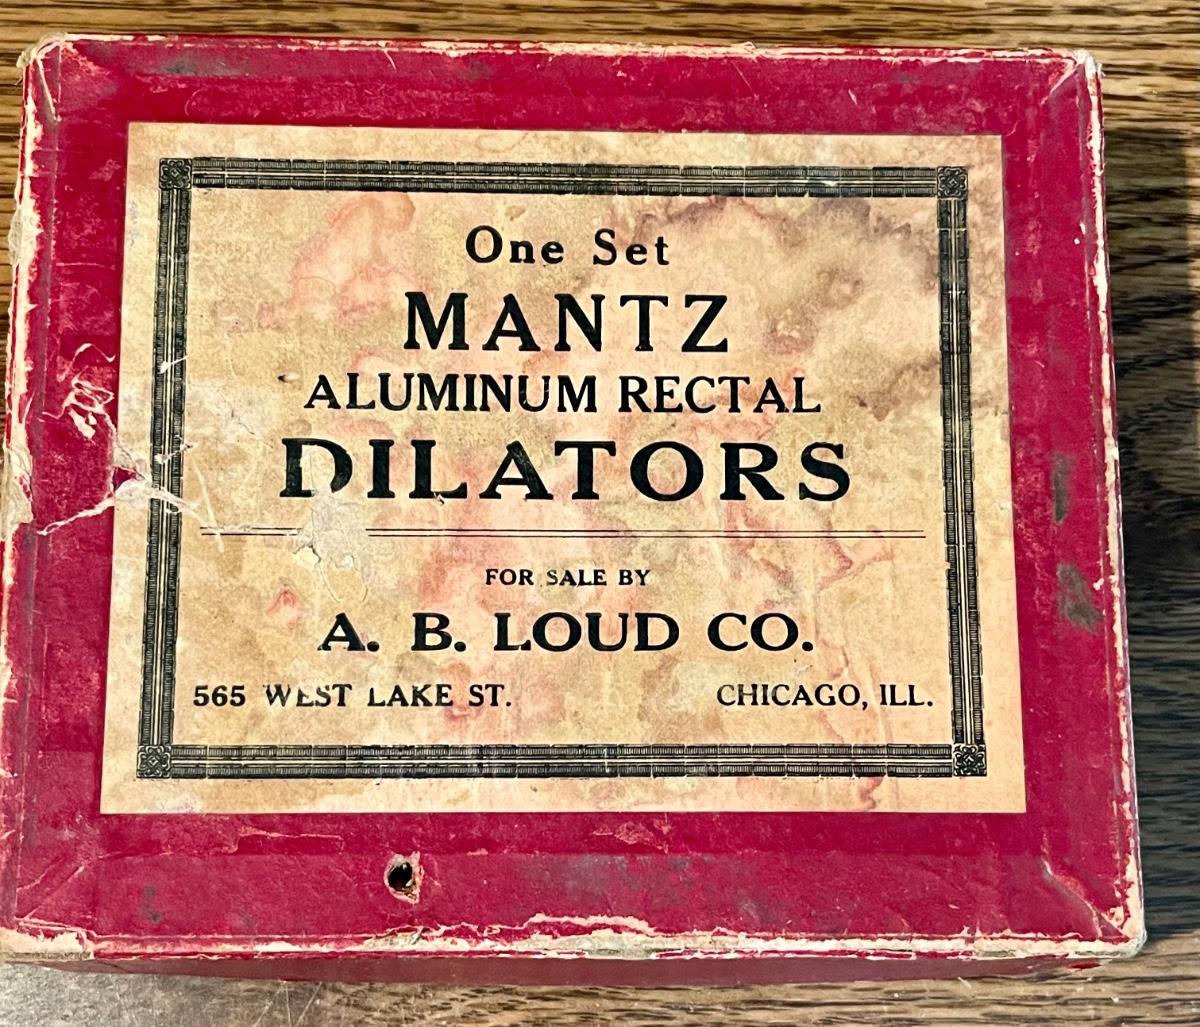 One Set
MANTZ
ALUMINUM RECTAL
DILATORS
FOR SALE BY
A. B. LOUD CO.
565 WEST LAKE ST. CHICAGO, ILL.